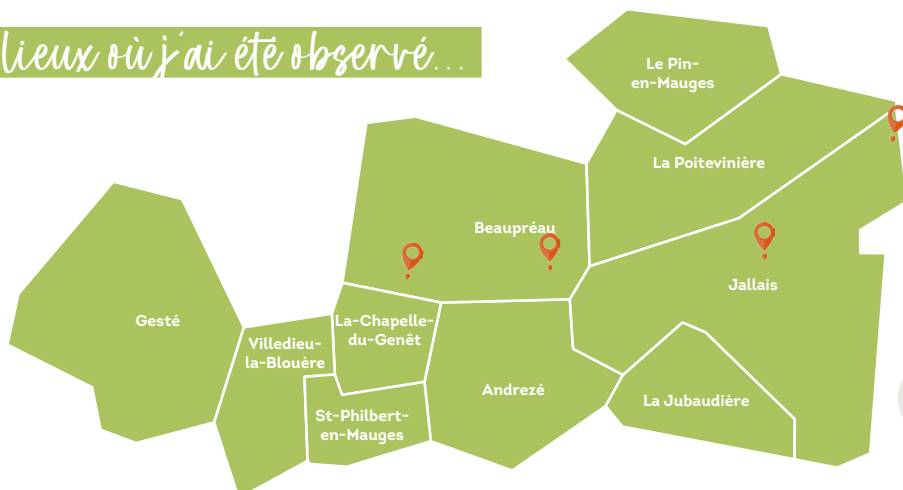 lieux où j'ai été observé...
Le Pin-
en-Mauges
La Poitevinière
Beaupréau
Jallais
Gesté
La-Chapelle-
du-Genêt
Villedieu-
la-Blouère
Andrezé
La Jubaudière
St-Philbert-
en-Mauges